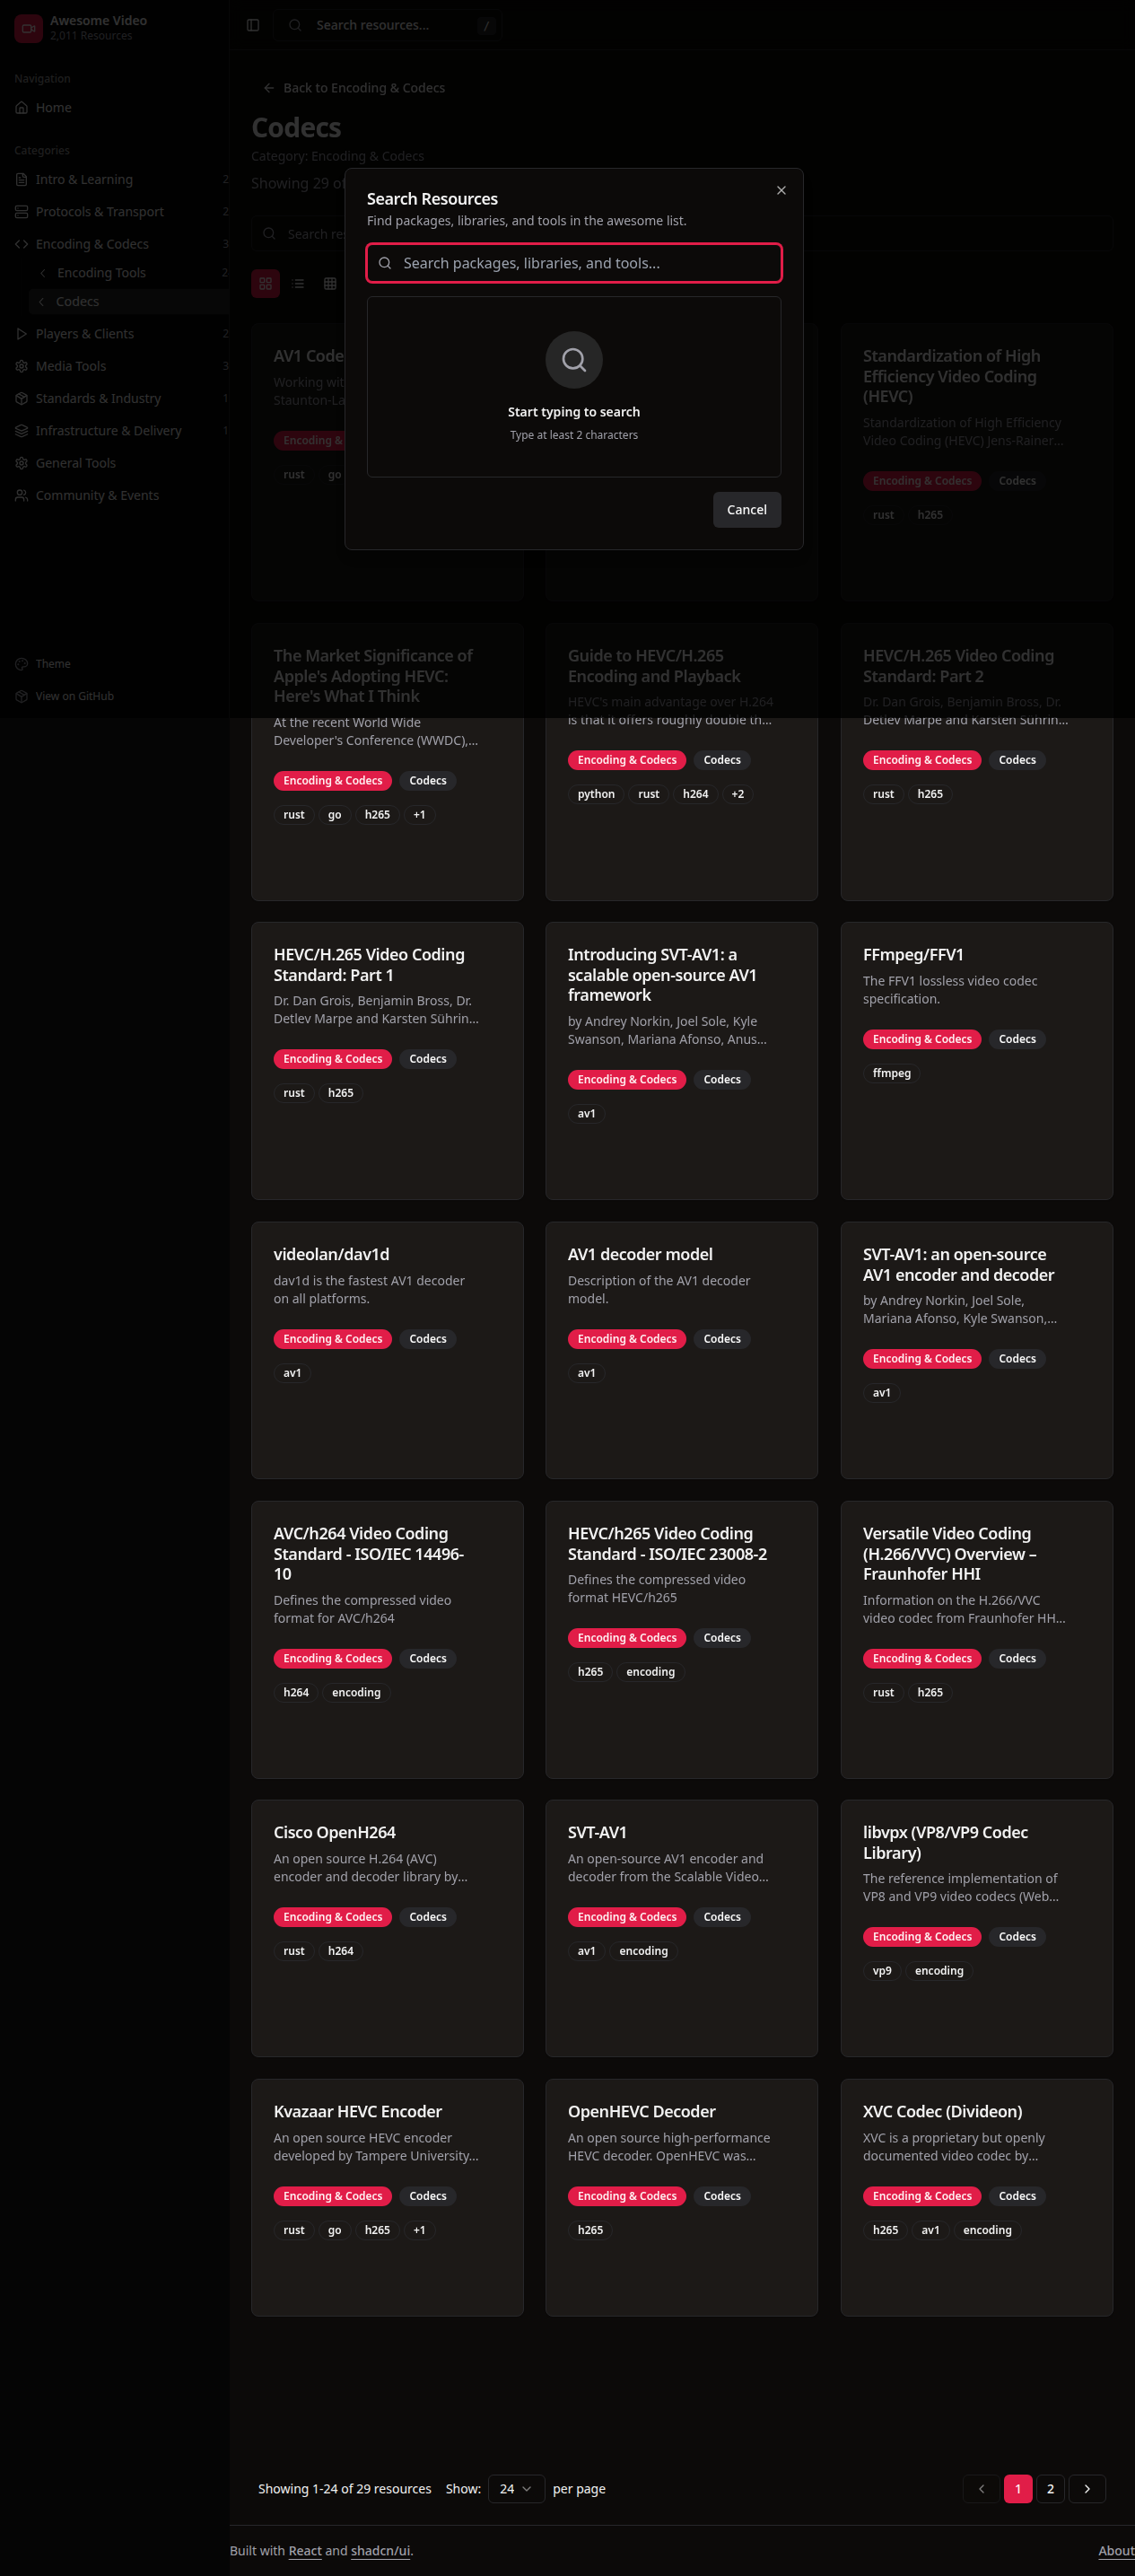 Awesome Video
2,011 Resources
Search resources...
/
Navigation
Home
Categories
Intra & Learning
2
Protocols & Transport
2
Encoding & Codecs
3
Encoding Tools
2
Codecs
Players & Clients
2
Media Tools
3
Standards & Industry
1
Infrastructure & Delivery
1
General Tools
Community & Events
Theme
View on GitHub
Back to Encoding & Codecs
Codecs
Category: Encoding & Codecs
Showing 29 of
Search Resources
Find packages, libraries, and tools in the awesome list.
Search packages, libraries, and tools...
Start typing to search
Type at least 2 characters
Cancel
AV1 Code
Working wit
Staunton-La
Encoding &
rust
go
Standardization of High
Efficiency Video Coding
(HEVC)
Standardization of High Efficiency
Video Coding (HEVC) Jens-Rainer...
Encoding & Codecs
Codecs
rust
h265
The Market Significance of
Apple's Adopting HEVC:
Here's What I Think
At the recent World Wide
Developer's Conference (WWDC),...
Encoding & Codecs
Codecs
rust
go
h265
+1
Guide to HEVC/H.265
Encoding and Playback
HEVC's main advantage over H.264
is that it offers roughly double th...
Encoding & Codecs
Codecs
python
rust
h264
+2
HEVC/H.265 Video Coding
Standard: Part 2
Dr. Dan Grois, Benjamin Bross, Dr.
Detlev Marpe and Karsten Sührin...
Encoding & Codecs
Codecs
rust
h265
HEVC/H.265 Video Coding
Standard: Part 1
Dr. Dan Grois, Benjamin Bross, Dr.
Detlev Marpe and Karsten Sührin...
Encoding & Codecs
Codecs
rust
h265
Introducing SVT-AV1: a
scalable open-source AV1
framework
by Andrey Norkin, Joel Sole, Kyle
Swanson, Mariana Afonso, Anus...
Encoding & Codecs
Codecs
av1
FFmpeg/FFV1
The FFV1 lossless video codec
specification.
Encoding & Codecs
Codecs
ffmpeg
videolan/dav1d
dav1d is the fastest AV1 decoder
on all platforms.
Encoding & Codecs
Codecs
av1
AV1 decoder model
Description of the AV1 decoder
model.
Encoding & Codecs
Codecs
av1
SVT-AV1: an open-source
AV1 encoder and decoder
by Andrey Norkin, Joel Sole,
Mariana Afonso, Kyle Swanson,...
Encoding & Codecs
Codecs
av1
AVC/h264 Video Coding
Standard - ISO/IEC 14496-
10
Defines the compressed video
format for AVC/h264
Encoding & Codecs
Codecs
h264
encoding
HEVC/h265 Video Coding
Standard - ISO/IEC 23008-2
Defines the compressed video
format HEVC/h265
Encoding & Codecs
Codecs
h265
encoding
Versatile Video Coding
(H.266/VVC) Overview –
Fraunhofer HHI
Information on the H.266/VVC
video codec from Fraunhofer HH...
Encoding & Codecs
Codecs
rust
h265
Cisco OpenH264
An open source H.264 (AVC)
encoder and decoder library by...
Encoding & Codecs
Codecs
rust
h264
SVT-AV1
An open-source AV1 encoder and
decoder from the Scalable Video...
Encoding & Codecs
Codecs
av1
encoding
libvpx (VP8/VP9 Codec
Library)
The reference implementation of
VP8 and VP9 video codecs (Web...
Encoding & Codecs
Codecs
vp9
encoding
Kvazaar HEVC Encoder
An open source HEVC encoder
developed by Tampere University...
Encoding & Codecs
Codecs
rust
go
h265
+1
OpenHEVC Decoder
An open source high-performance
HEVC decoder. OpenHEVC was...
Encoding & Codecs
Codecs
h265
XVC Codec (Divideon)
XVC is a proprietary but openly
documented video codec by...
Encoding & Codecs
Codecs
h265
av1
encoding
Showing 1-24 of 29 resources
Show:
24
per page
1
2
Built with React and shadcn/ui.
About